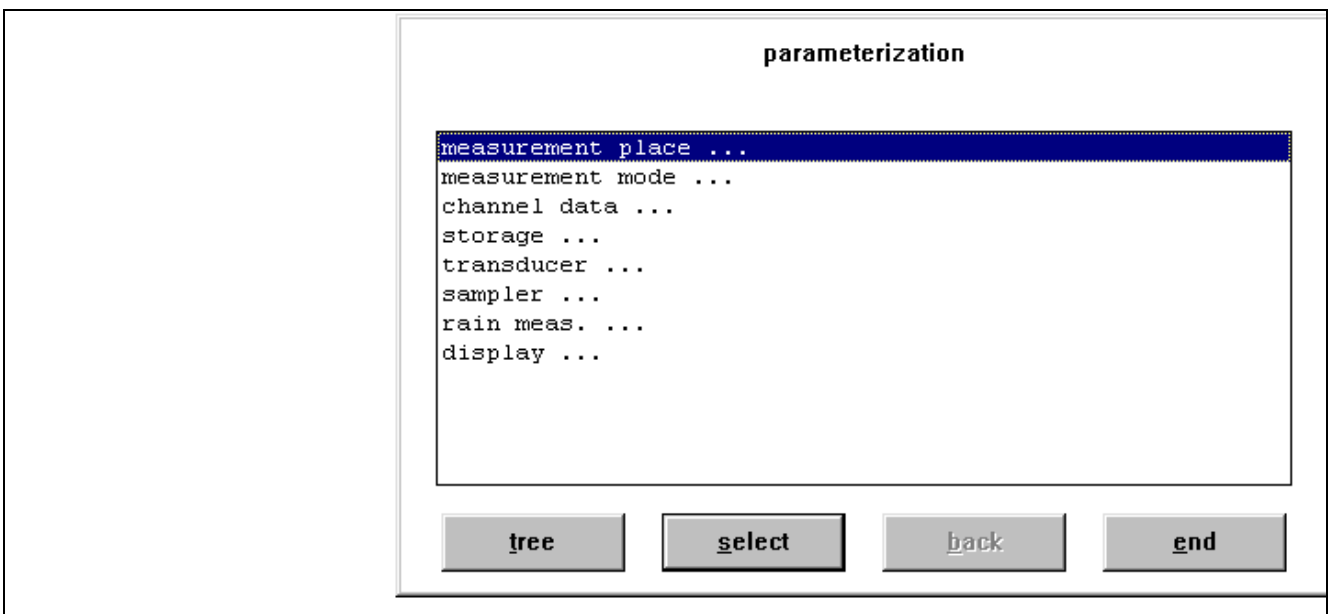 parameterization
measurement place ...
measurement mode ...
channel data ...
storage ...
transducer ...
sampler ...
rain meas. ...
display ...
tree select back end